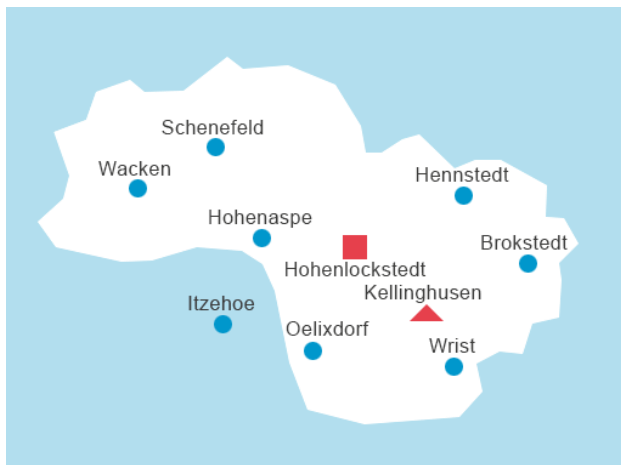 Schenefeld
Wacken
Hennstedt
Hohenaspe
Brokstedt
Hohenlockstedt
Kellinghusen
Itzehoe
Oelixdorf
Wrist